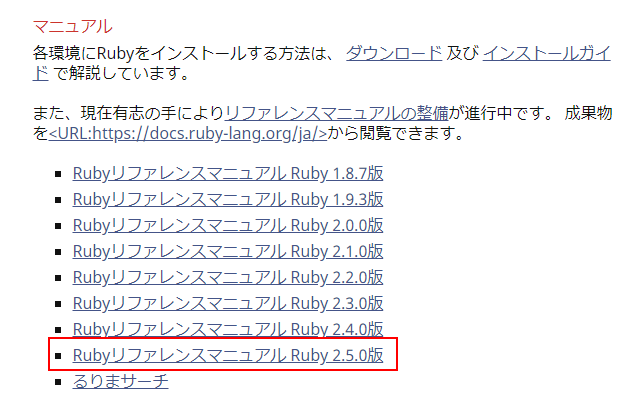 マニュアル
各環境にRubyをインストールする方法は、 ダウンロード 及び インストールガイ
ド で解説しています。
また、現在有志の手によりリファレンスマニュアルの整備が進行中です。 成果物
を<URL:https://docs.ruby-lang.org/ja/>から閲覧できます。
Rubyリファレンスマニュアル Ruby 1.8.7版
Rubyリファレンスマニュアル Ruby 1.9.3版
Rubyリファレンスマニュアル Ruby 2.0.0版
Rubyリファレンスマニュアル Ruby 2.1.0版
Rubyリファレンスマニュアル Ruby 2.2.0版
Rubyリファレンスマニュアル Ruby 2.3.0版
Rubyリファレンスマニュアル Ruby 2.4.0版
Rubyリファレンスマニュアル Ruby 2.5.0版
るりまサーチ